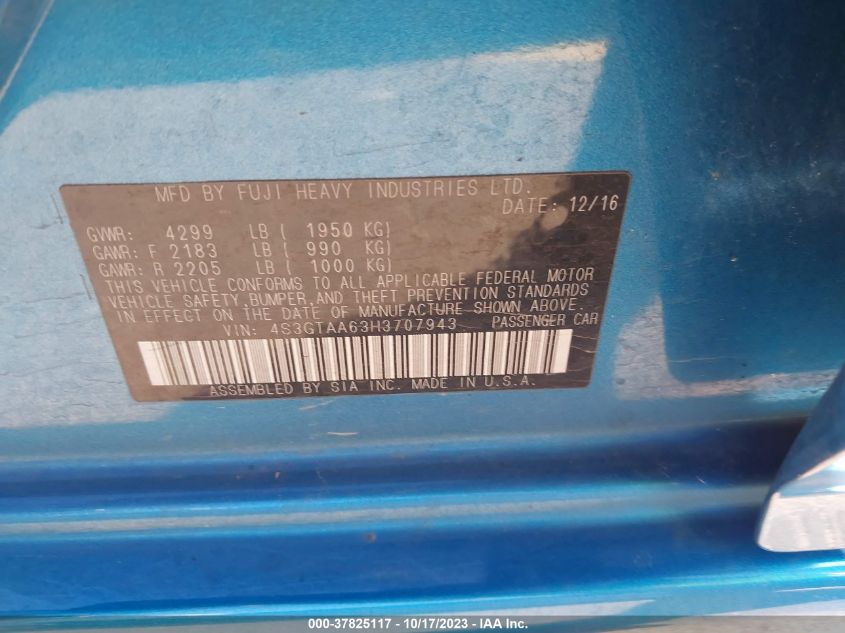 MFD BY FUJI HEAVY INDUSTRIES LTD.
DATE: 12/16
GVWR: 4299 LB ( 1950 KG)
GAWR: F 2183 LB ( 990 KG)
GAWR: R 2205 LB ( 1000 KG)
THIS VEHICLE CONFORMS TO ALL APPLICABLE FEDERAL MOTOR
VEHICLE SAFETY,BUMPER,AND THEFT PREVENTION STANDARDS
IN EFFECT ON THE DATE OF MANUFACTURE SHOWN ABOVE.
VIN: 4S3GTAA63H3707943 PASSENGER CAR
ASSEMBLED BY SIA INC. MADE IN U.S.A.
000-37825117 - 10/17/2023 - IAA Inc.